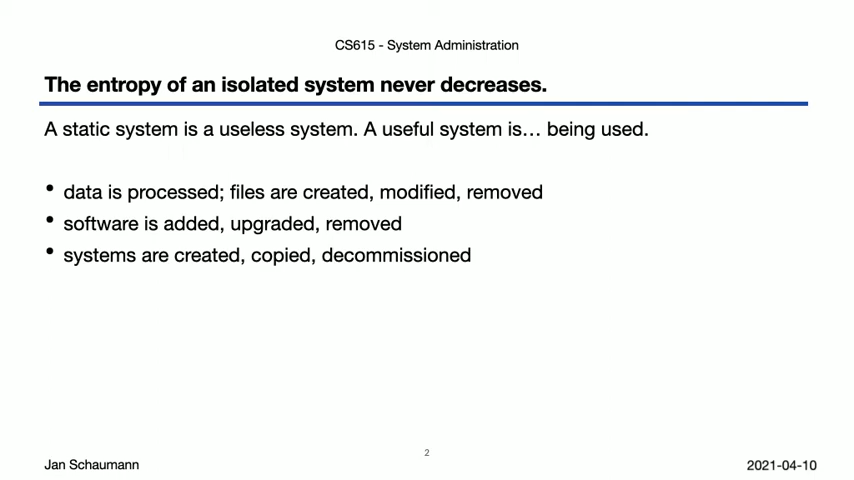 CS615 - System Administration
The entropy of an isolated system never decreases.
A static system is a useless system. A useful system is… being used.
• data is processed; files are created, modified, removed
• software is added, upgraded, removed
• systems are created, copied, decommissioned
2
Jan Schaumann
2021-04-10